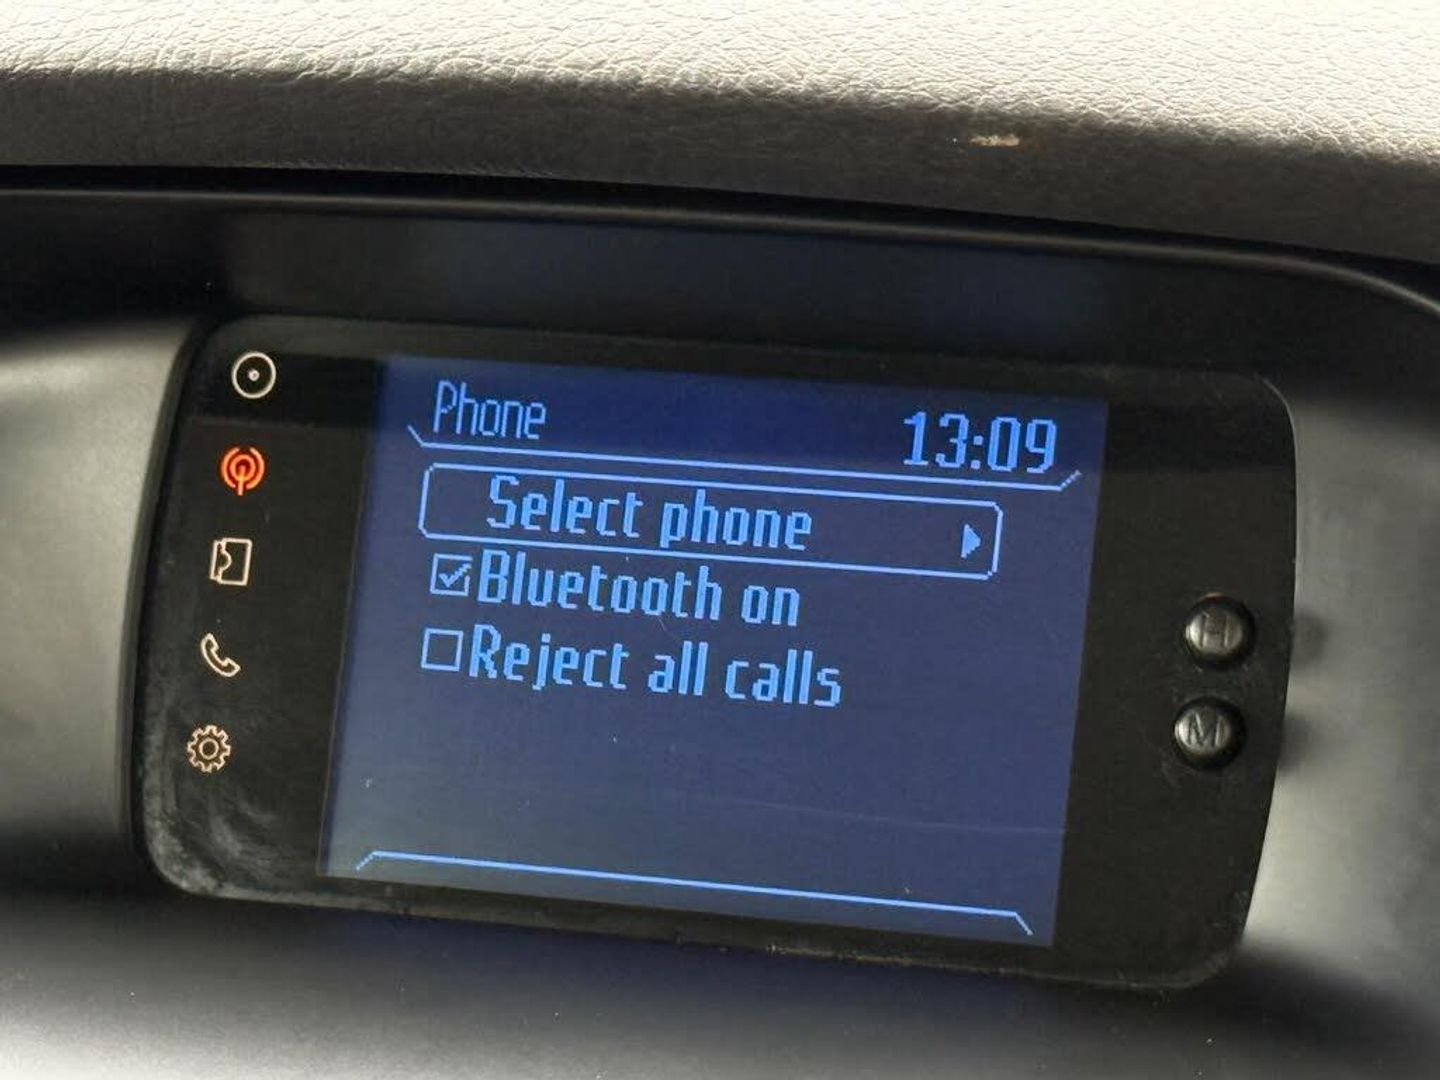 Phone
13:09
Select phone
Bluetooth on
Reject all calls
H
M